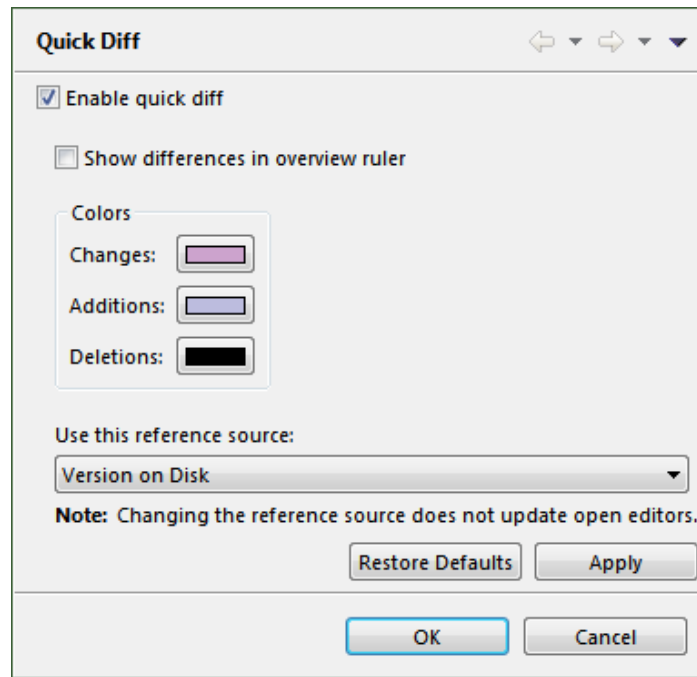 Quick Diff
Enable quick diff
Show differences in overview ruler
Colors
Changes:
Additions:
Deletions:
Use this reference source:
Version on Disk
Note: Changing the reference source does not update open editors.
Restore Defaults Apply
OK Cancel